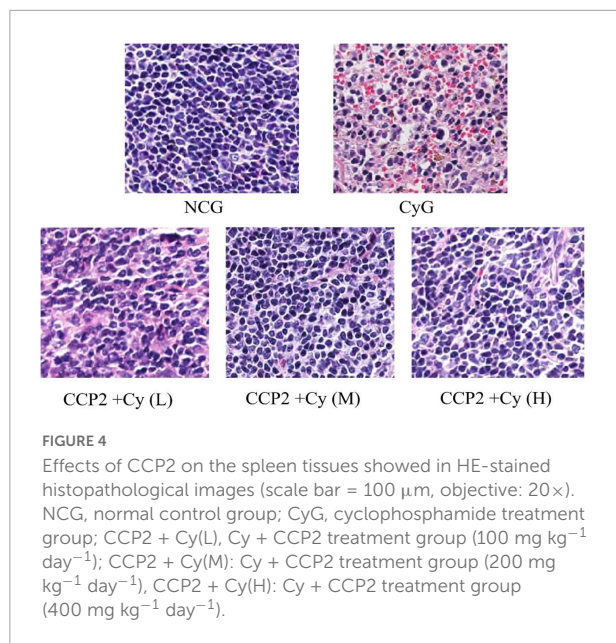 NCG CyG
CCP2 +Cy (L) CCP2 +Cy (M) CCP2 +Cy (H)
FIGURE 4
Effects of CCP2 on the spleen tissues showed in HE-stained
histopathological images (scale bar = 100 μm, objective: 20×).
NCG, normal control group; CyG, cyclophosphamide treatment
group; CCP2 + Cy(L), Cy + CCP2 treatment group (100 mg kg⁻¹
day⁻¹); CCP2 + Cy(M): Cy + CCP2 treatment group (200 mg
kg⁻¹ day⁻¹), CCP2 + Cy(H): Cy + CCP2 treatment group
(400 mg kg⁻¹ day⁻¹).